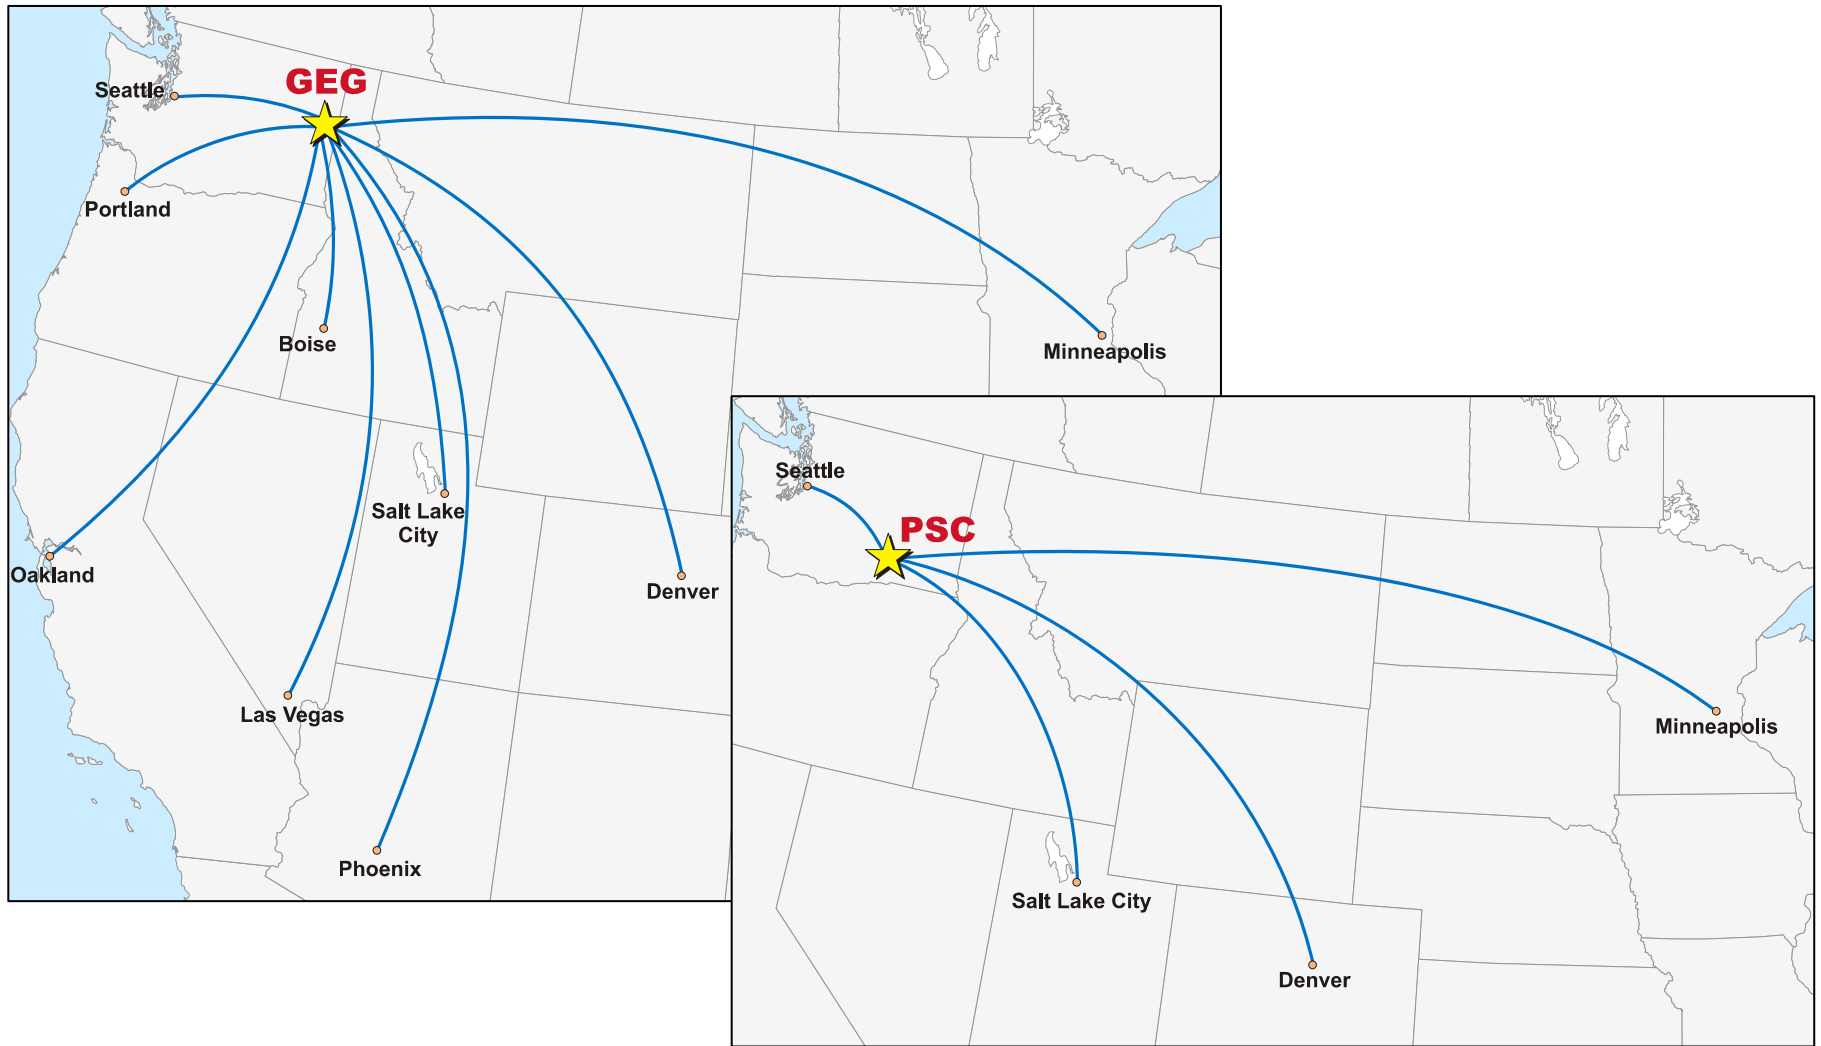 GEG
Seattle
Portland
Boise
Minneapolis
Salt Lake
City
Oakland
Denver
Las Vegas
Phoenix
Seattle
PSC
Minneapolis
Salt Lake City
Denver